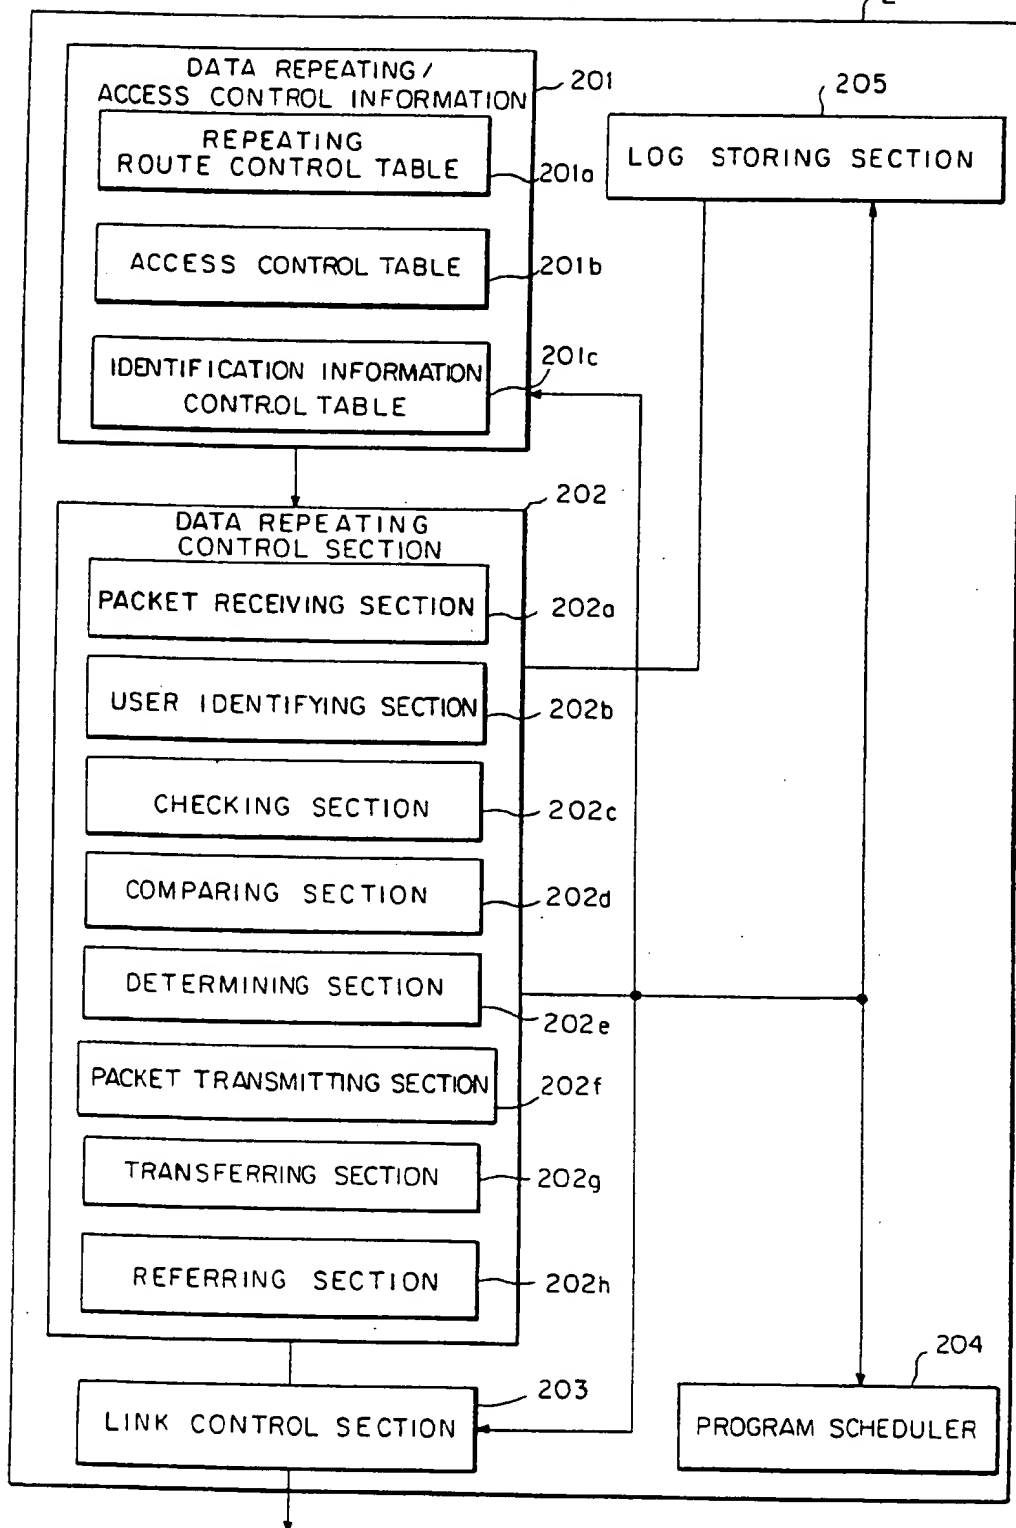 DATA REPEATING/
ACCESS CONTROL INFORMATION
201
REPEATING
ROUTE CONTROL TABLE
201a
ACCESS CONTROL TABLE
201b
IDENTIFICATION INFORMATION
CONTROL TABLE
201c
205
LOG STORING SECTION
202
DATA REPEATING
CONTROL SECTION
PACKET RECEIVING SECTION
202a
USER IDENTIFYING SECTION
202b
CHECKING SECTION
202c
COMPARING SECTION
202d
DETERMINING SECTION
202e
PACKET TRANSMITTING SECTION
202f
TRANSFERRING SECTION
202g
REFERRING SECTION
202h
203
LINK CONTROL SECTION
204
PROGRAM SCHEDULER